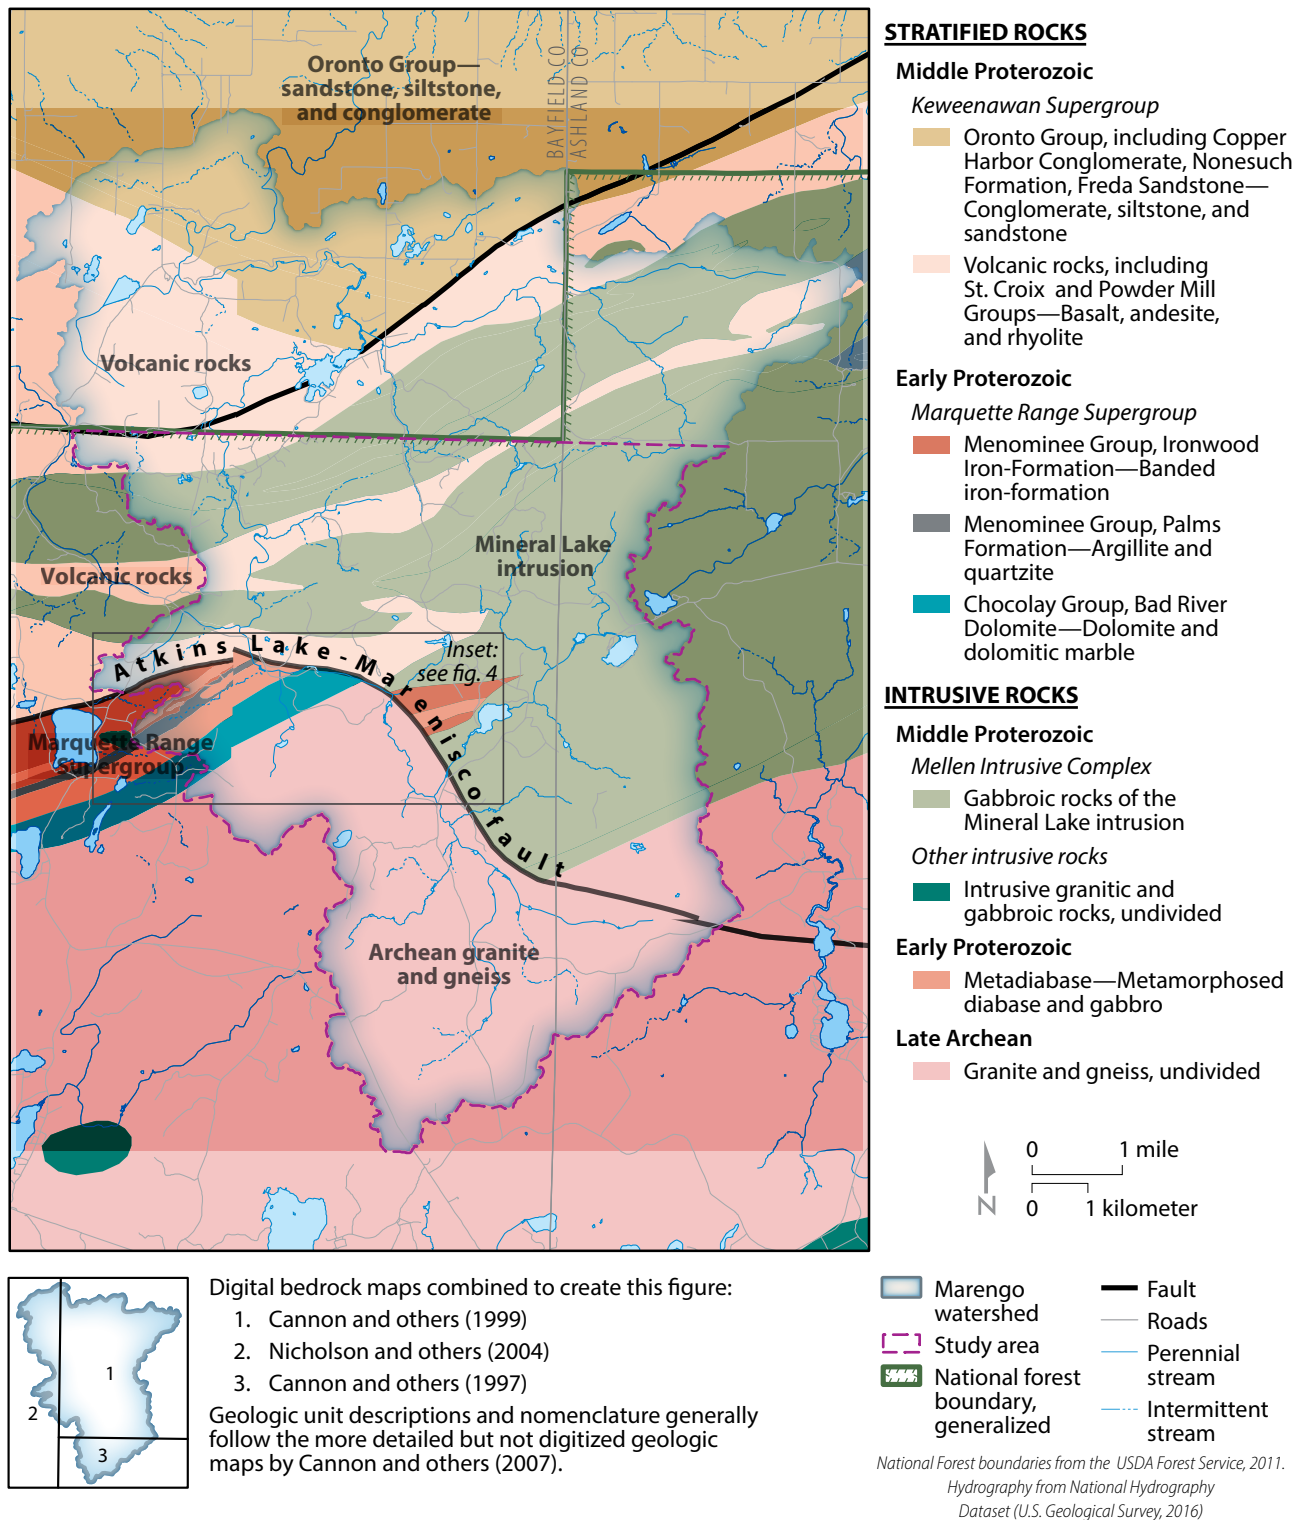 Oronto Group—
sandstone, siltstone,
and conglomerate
BAYFIELD CO
ASHLAND CO
Volcanic rocks
Mineral Lake
intrusion
Volcanic rocks
Atkins Lake-Marenisco fault
Inset:
see fig. 4
Marquette Range
Supergroup
Archean granite
and gneiss
STRATIFIED ROCKS
Middle Proterozoic
Keweenawan Supergroup
Oronto Group, including Copper
Harbor Conglomerate, Nonesuch
Formation, Freda Sandstone—
Conglomerate, siltstone, and
sandstone
Volcanic rocks, including
St. Croix and Powder Mill
Groups—Basalt, andesite,
and rhyolite
Early Proterozoic
Marquette Range Supergroup
Menominee Group, Ironwood
Iron-Formation—Banded
iron-formation
Menominee Group, Palms
Formation—Argillite and
quartzite
Chocolay Group, Bad River
Dolomite—Dolomite and
dolomitic marble
INTRUSIVE ROCKS
Middle Proterozoic
Mellen Intrusive Complex
Gabbroic rocks of the
Mineral Lake intrusion
Other intrusive rocks
Intrusive granitic and
gabbroic rocks, undivided
Early Proterozoic
Metadiabase—Metamorphosed
diabase and gabbro
Late Archean
Granite and gneiss, undivided
N
0 1 mile
0 1 kilometer
1
2
3
Digital bedrock maps combined to create this figure:
1. Cannon and others (1999)
2. Nicholson and others (2004)
3. Cannon and others (1997)
Geologic unit descriptions and nomenclature generally
follow the more detailed but not digitized geologic
maps by Cannon and others (2007).
Marengo
watershed
Study area
National forest
boundary,
generalized
Fault
Roads
Perennial
stream
Intermittent
stream
National Forest boundaries from the USDA Forest Service, 2011.
Hydrography from National Hydrography
Dataset (U.S. Geological Survey, 2016)